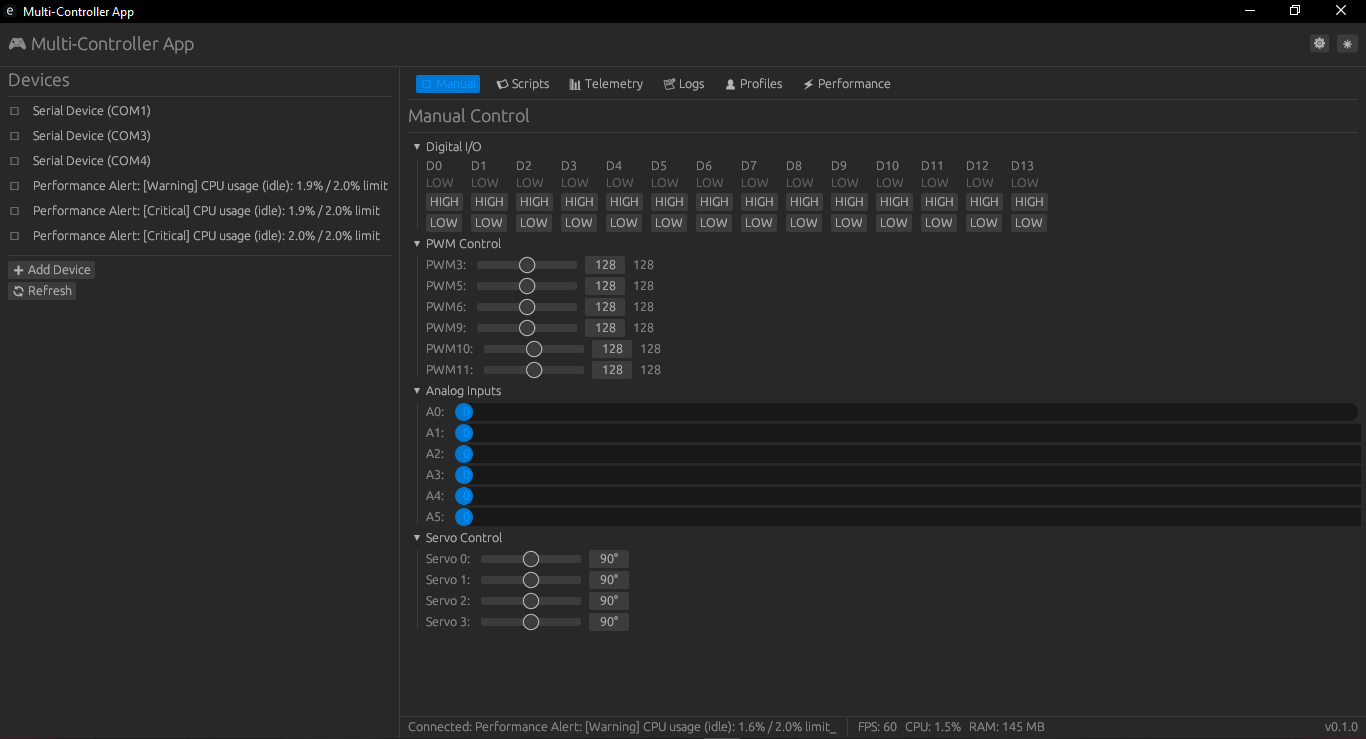 e Multi-Controller App
Multi-Controller App
Devices
Serial Device (COM1)
Serial Device (COM3)
Serial Device (COM4)
Performance Alert: [Warning] CPU usage (idle): 1.9% / 2.0% limit
Performance Alert: [Critical] CPU usage (idle): 1.9% / 2.0% limit
Performance Alert: [Critical] CPU usage (idle): 2.0% / 2.0% limit
+ Add Device
Refresh
Manual Scripts Telemetry Logs Profiles Performance
Manual Control
Digital I/O
D0 D1 D2 D3 D4 D5 D6 D7 D8 D9 D10 D11 D12 D13
LOW LOW LOW LOW LOW LOW LOW LOW LOW LOW LOW LOW LOW LOW
HIGH HIGH HIGH HIGH HIGH HIGH HIGH HIGH HIGH HIGH HIGH HIGH HIGH HIGH
LOW LOW LOW LOW LOW LOW LOW LOW LOW LOW LOW LOW LOW LOW
PWM Control
PWM3: 128 128
PWM5: 128 128
PWM6: 128 128
PWM9: 128 128
PWM10: 128 128
PWM11: 128 128
Analog Inputs
A0: 0
A1: 0
A2: 0
A3: 0
A4: 0
A5: 0
Servo Control
Servo 0: 90°
Servo 1: 90°
Servo 2: 90°
Servo 3: 90°
Connected: Performance Alert: [Warning] CPU usage (idle): 1.6% / 2.0% limit_ FPS: 60 CPU: 1.5% RAM: 145 MB v0.1.0